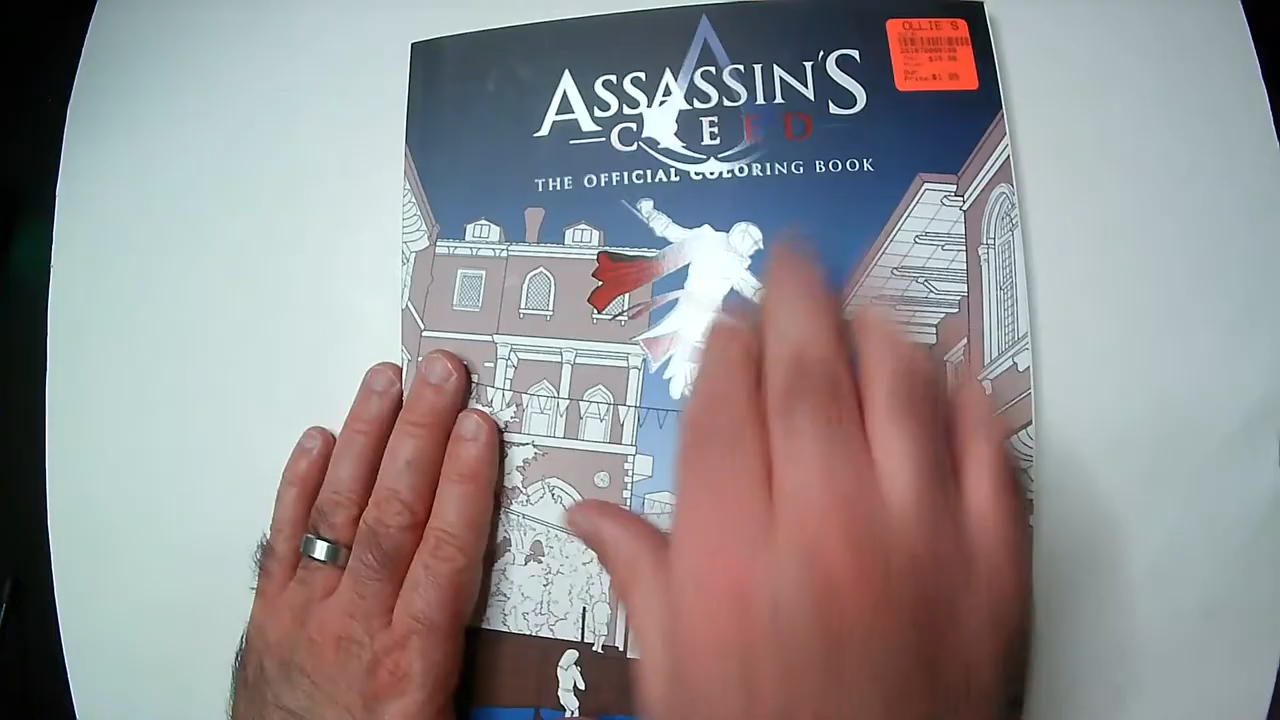 ASSASSIN'S
CREED
THE OFFICIAL COLORING BOOK
OLLIE'S